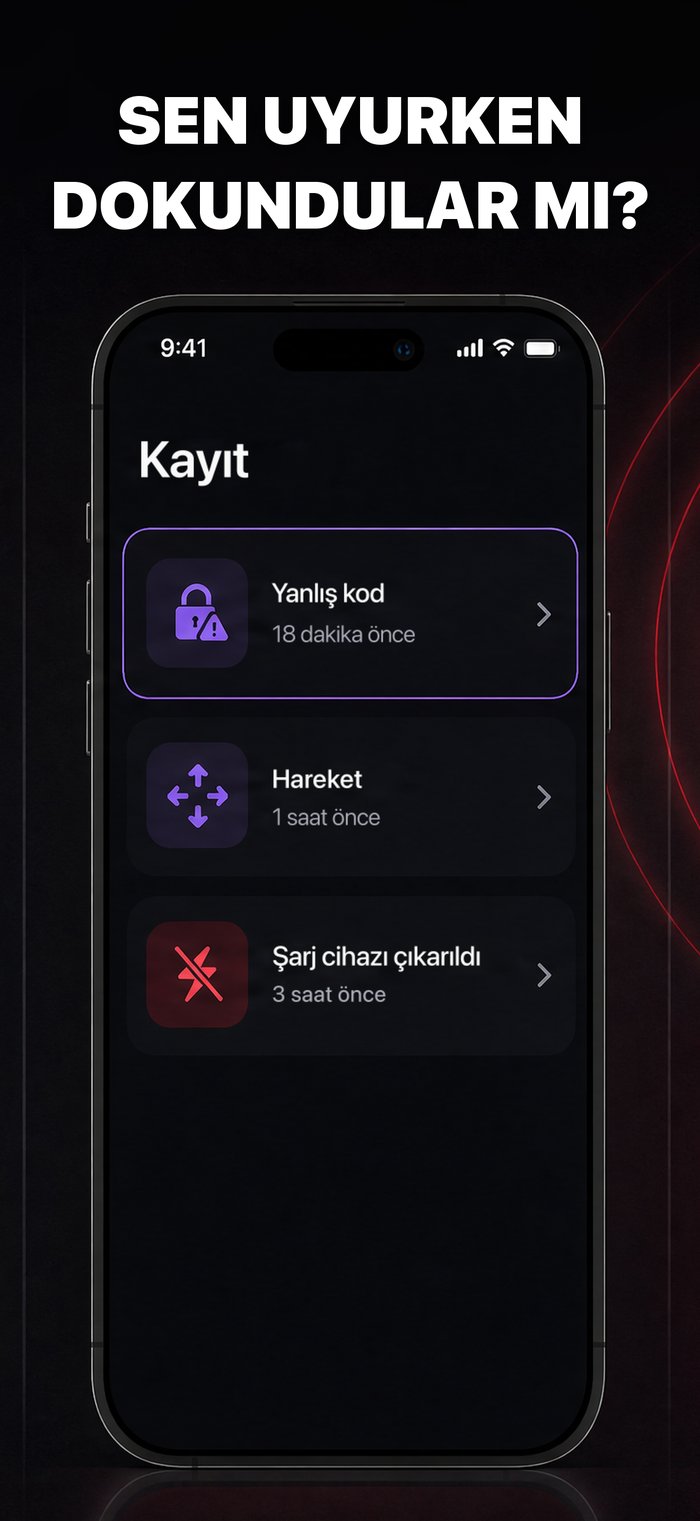 SEN UYURKEN
DOKUNDULAR MI?
9:41
Kayıt
Yanlış kod
18 dakika önce
Hareket
1 saat önce
Şarj cihazı çıkarıldı
3 saat önce